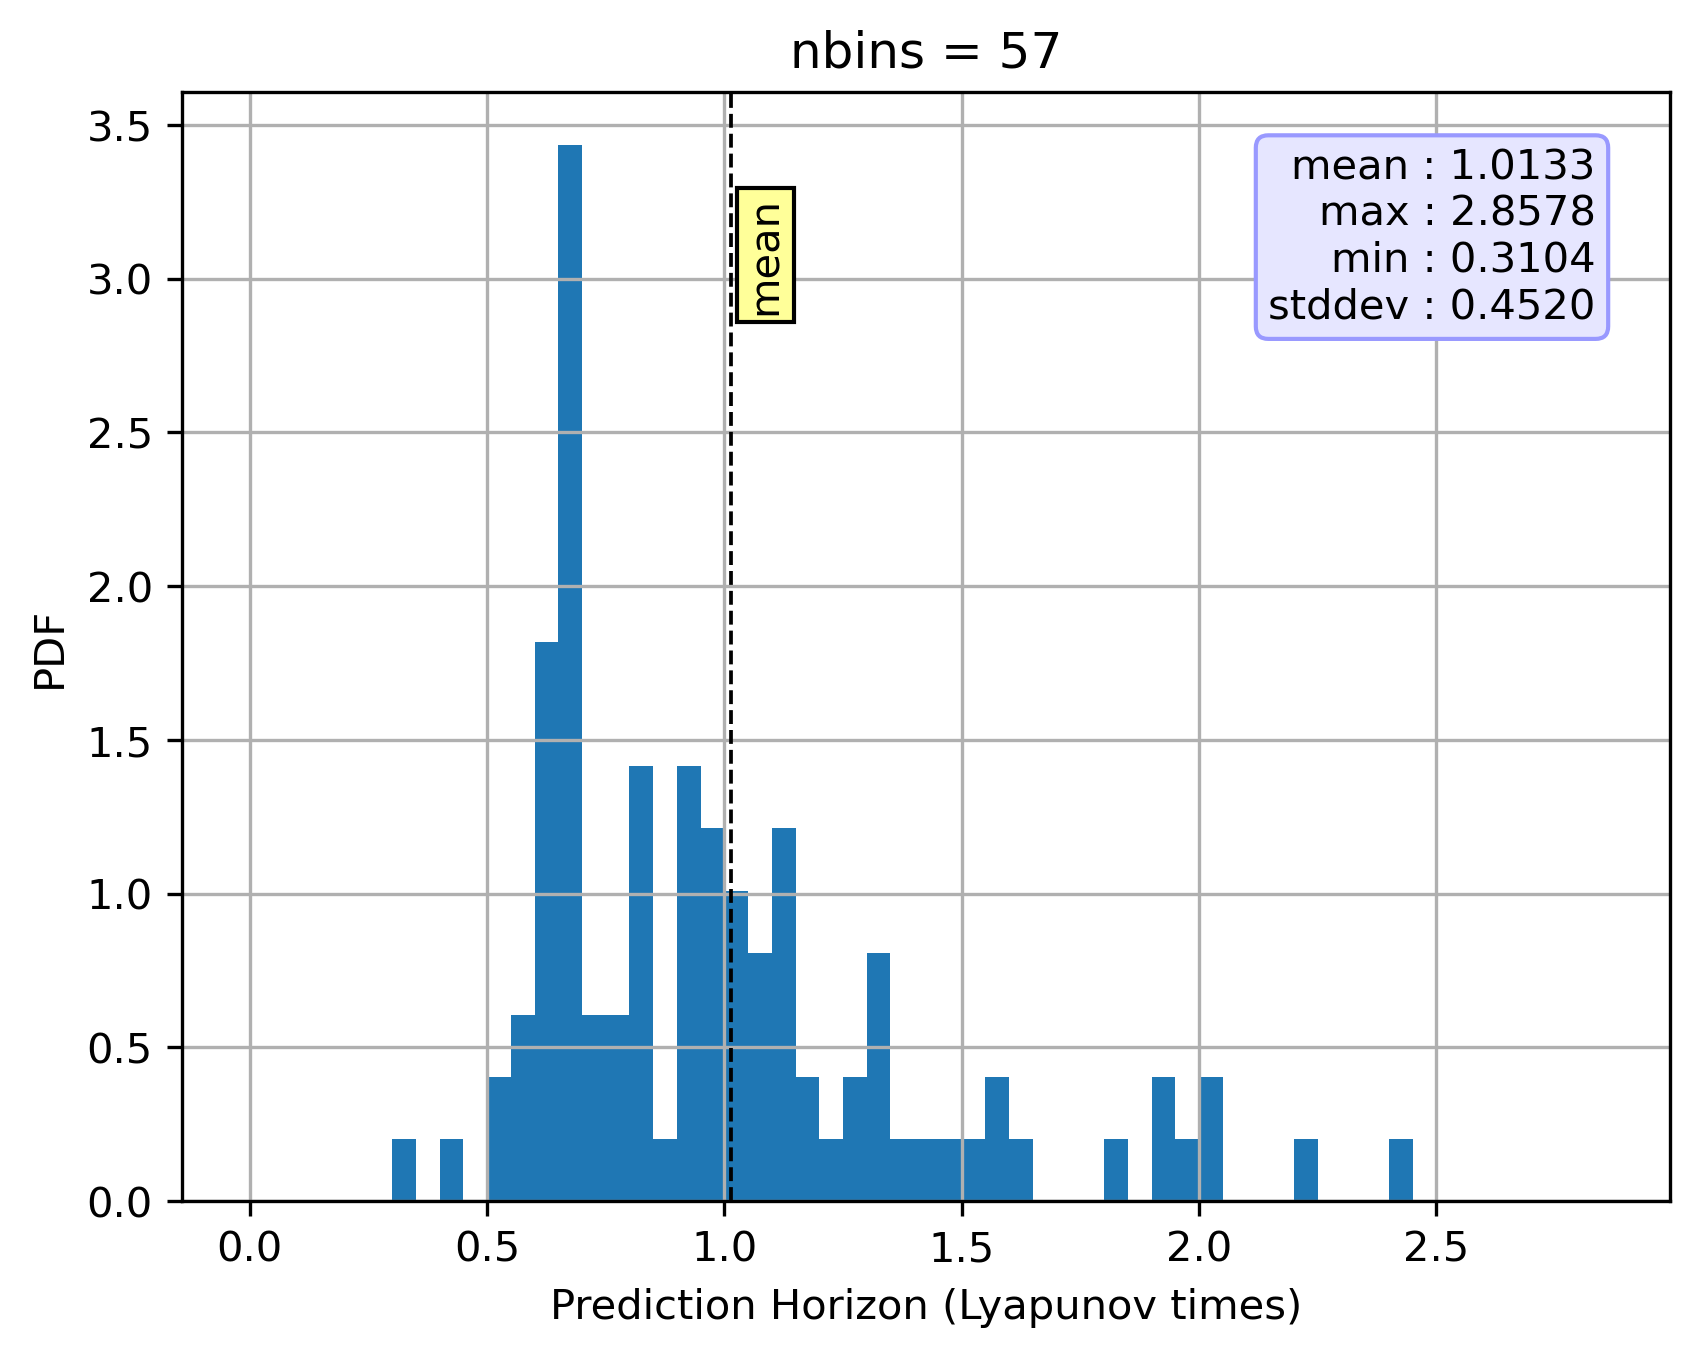 nbins = 57
3.5
3.0
2.5
2.0
1.5
1.0
0.5
0.0
PDF
mean
mean : 1.0133
max : 2.8578
min : 0.3104
stddev : 0.4520
0.0 0.5 1.0 1.5 2.0 2.5
Prediction Horizon (Lyapunov times)